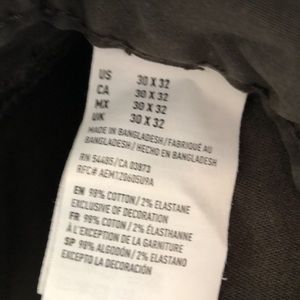 US 30 X 32
CA 30 X 32
MX 30 X 32
UK 30 X 32
MADE IN BANGLADESH/FABRIQUÉ AU
BANGLADESH/ HECHO EN BANGLADESH
RN 54485/CA 03873
RFC# AEMT20605U9A
EN: 98% COTTON/ 2% ELASTANE
EXCLUSIVE OF DECORATION
FR: 98% COTON/ 2% ÉLASTHANNE
À L'EXCEPTION DE LA GARNITURE
SP: 98% ALGODÓN/ 2% ELASTANO
EXCEPTO LA DECORACIÓN